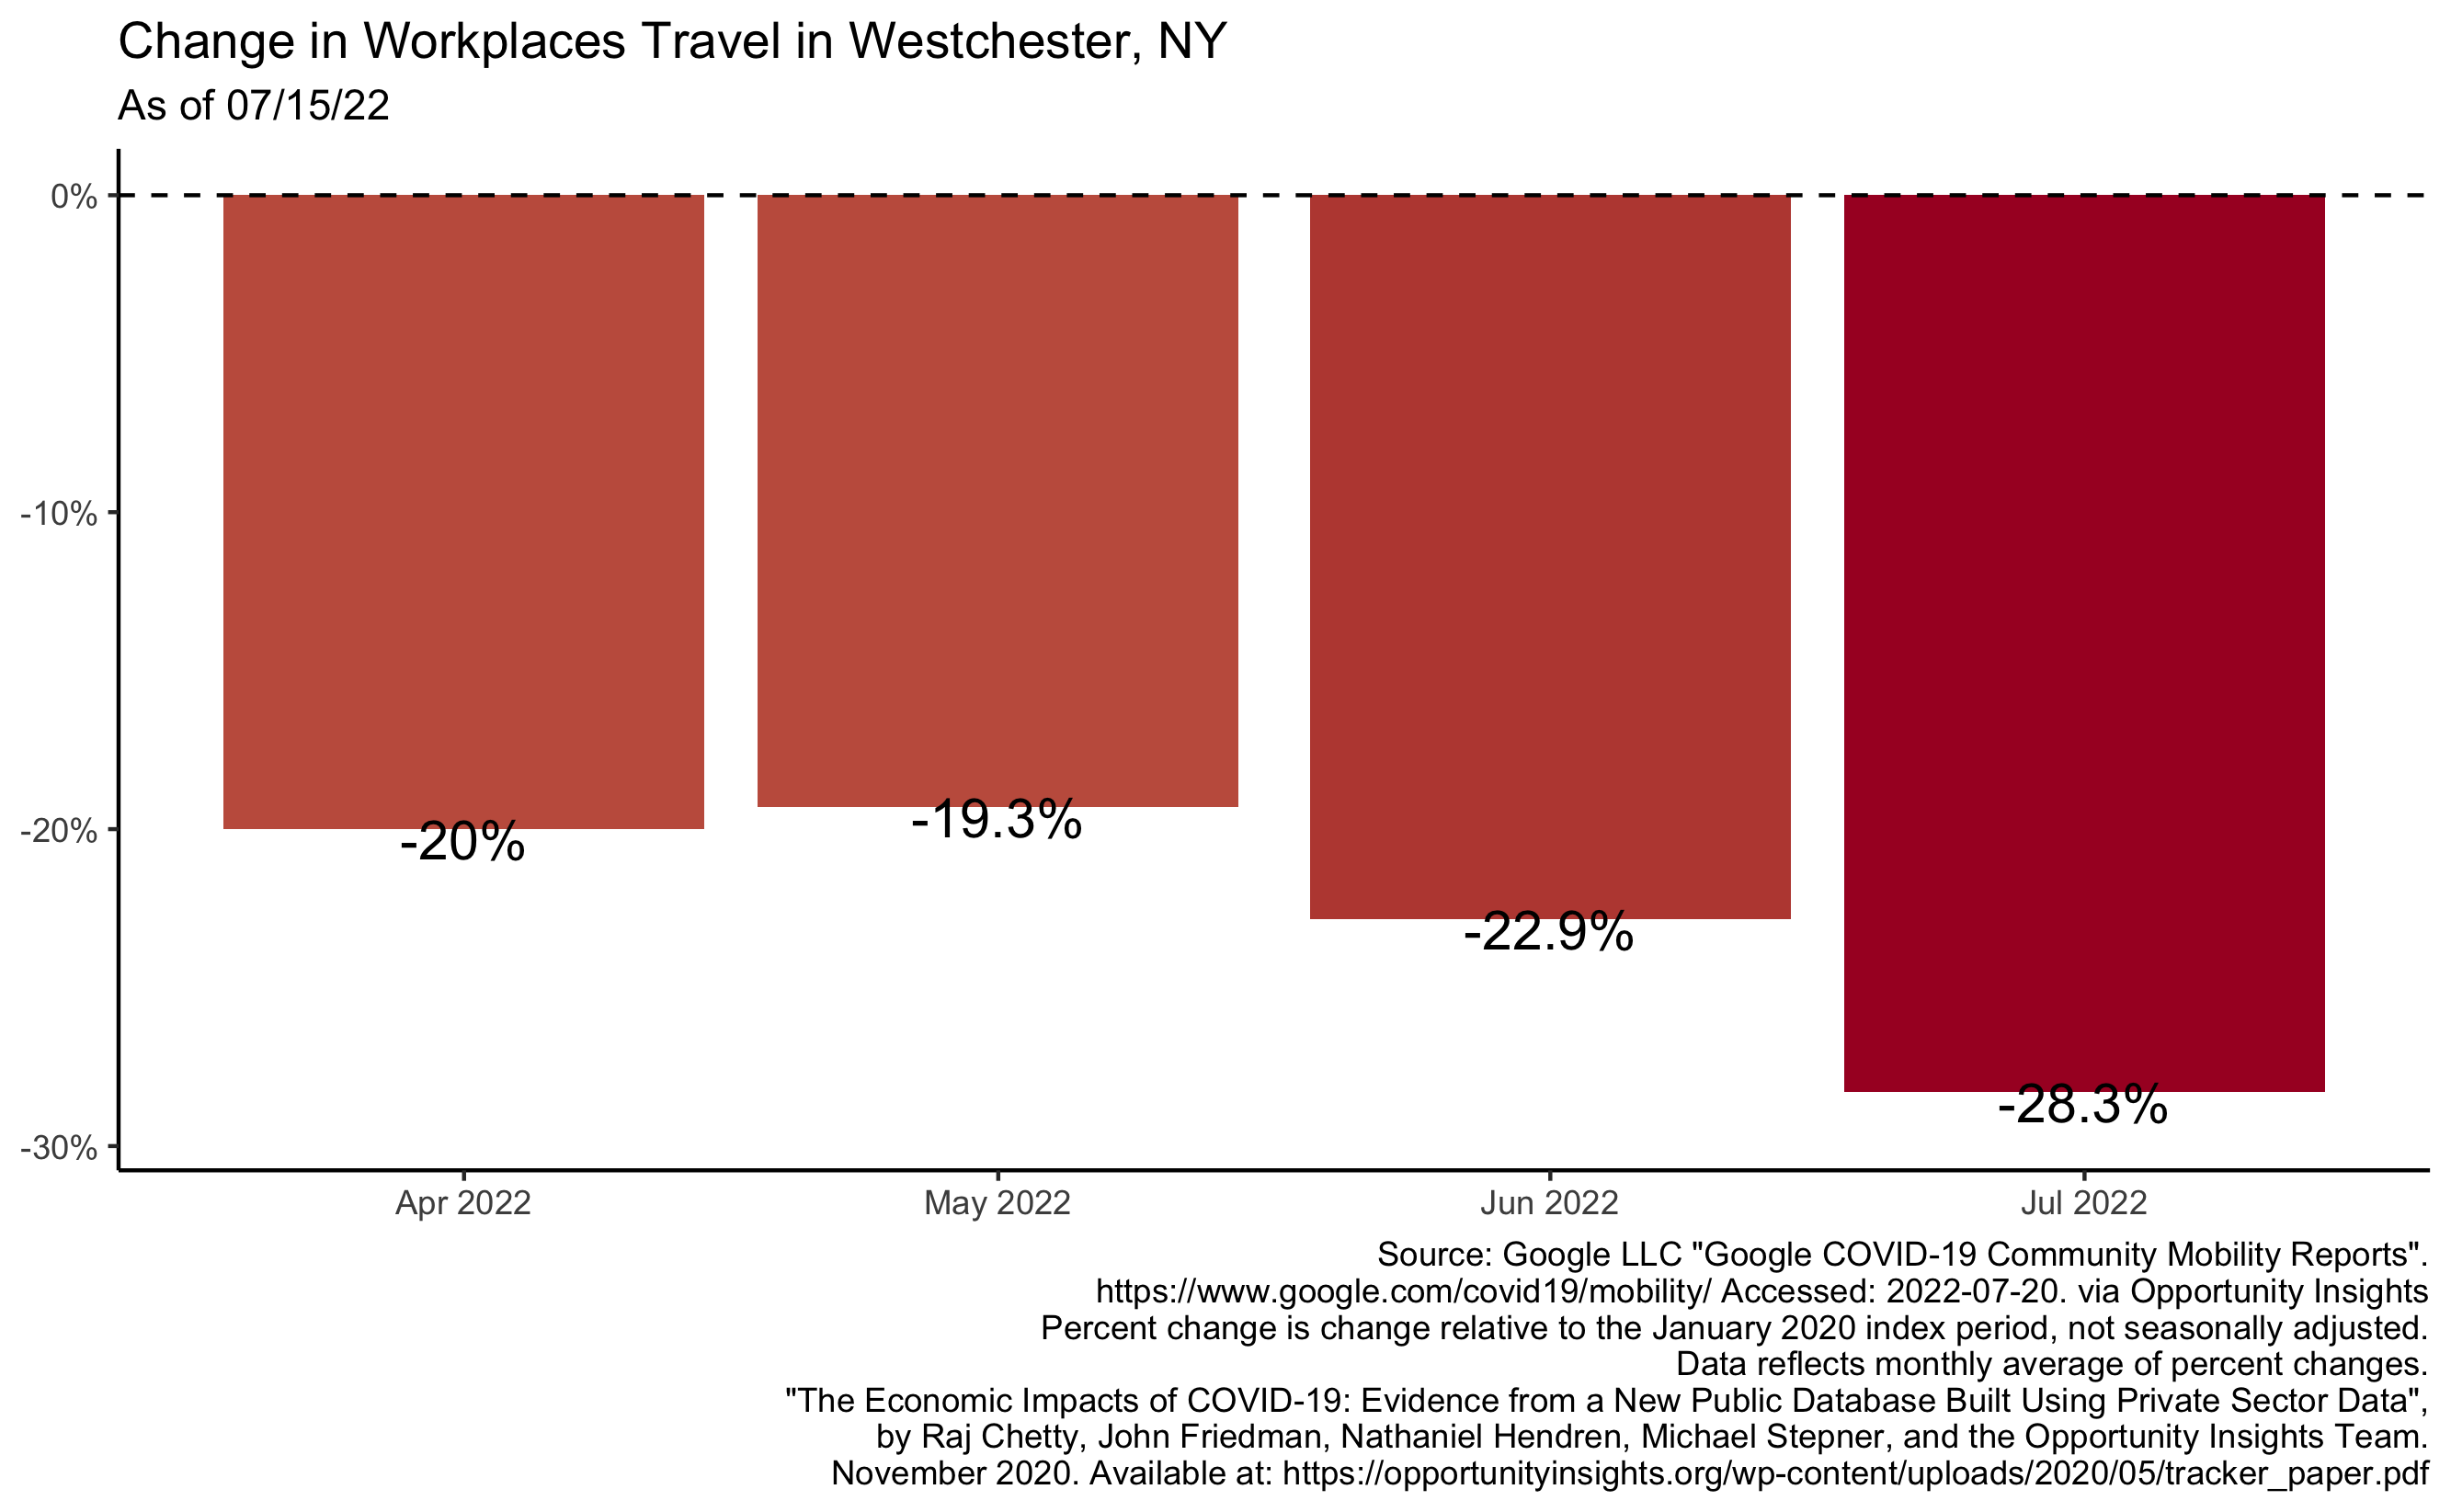 Change in Workplaces Travel in Westchester, NY
As of 07/15/22
0%
-10%
-20%
-30%
-20%
-19.3%
-22.9%
-28.3%
Apr 2022
May 2022
Jun 2022
Jul 2022
Source: Google LLC "Google COVID-19 Community Mobility Reports".
https://www.google.com/covid19/mobility/ Accessed: 2022-07-20. via Opportunity Insights
Percent change is change relative to the January 2020 index period, not seasonally adjusted.
Data reflects monthly average of percent changes.
"The Economic Impacts of COVID-19: Evidence from a New Public Database Built Using Private Sector Data",
by Raj Chetty, John Friedman, Nathaniel Hendren, Michael Stepner, and the Opportunity Insights Team.
November 2020. Available at: https://opportunityinsights.org/wp-content/uploads/2020/05/tracker_paper.pdf